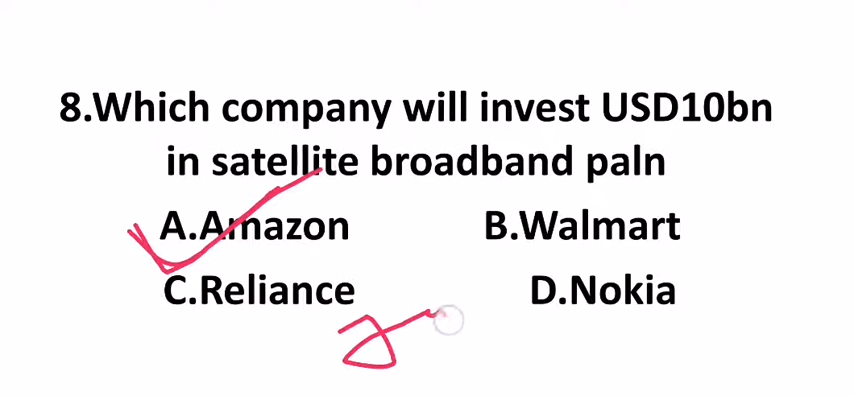 8.Which company will invest USD10bn
in satellite broadband paln
A.Amazon B.Walmart
C.Reliance D.Nokia